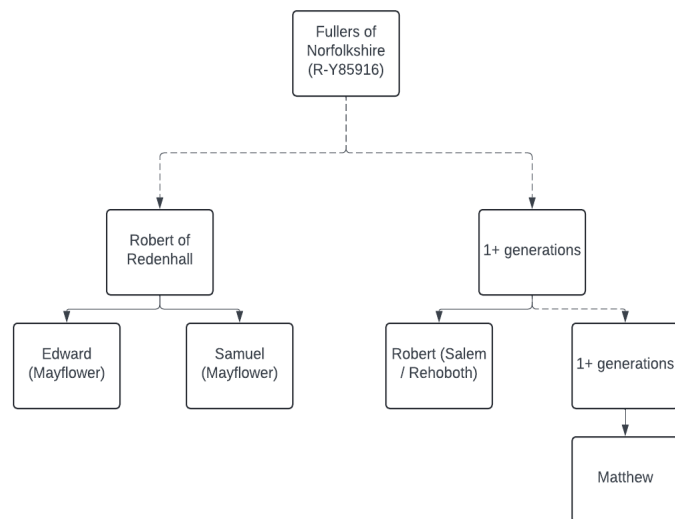 Fullers of
Norfolkshire
(R-Y85916)
Robert of
Redenhall
1+ generations
Edward
(Mayflower)
Samuel
(Mayflower)
Robert (Salem
/ Rehoboth)
1+ generations
Matthew